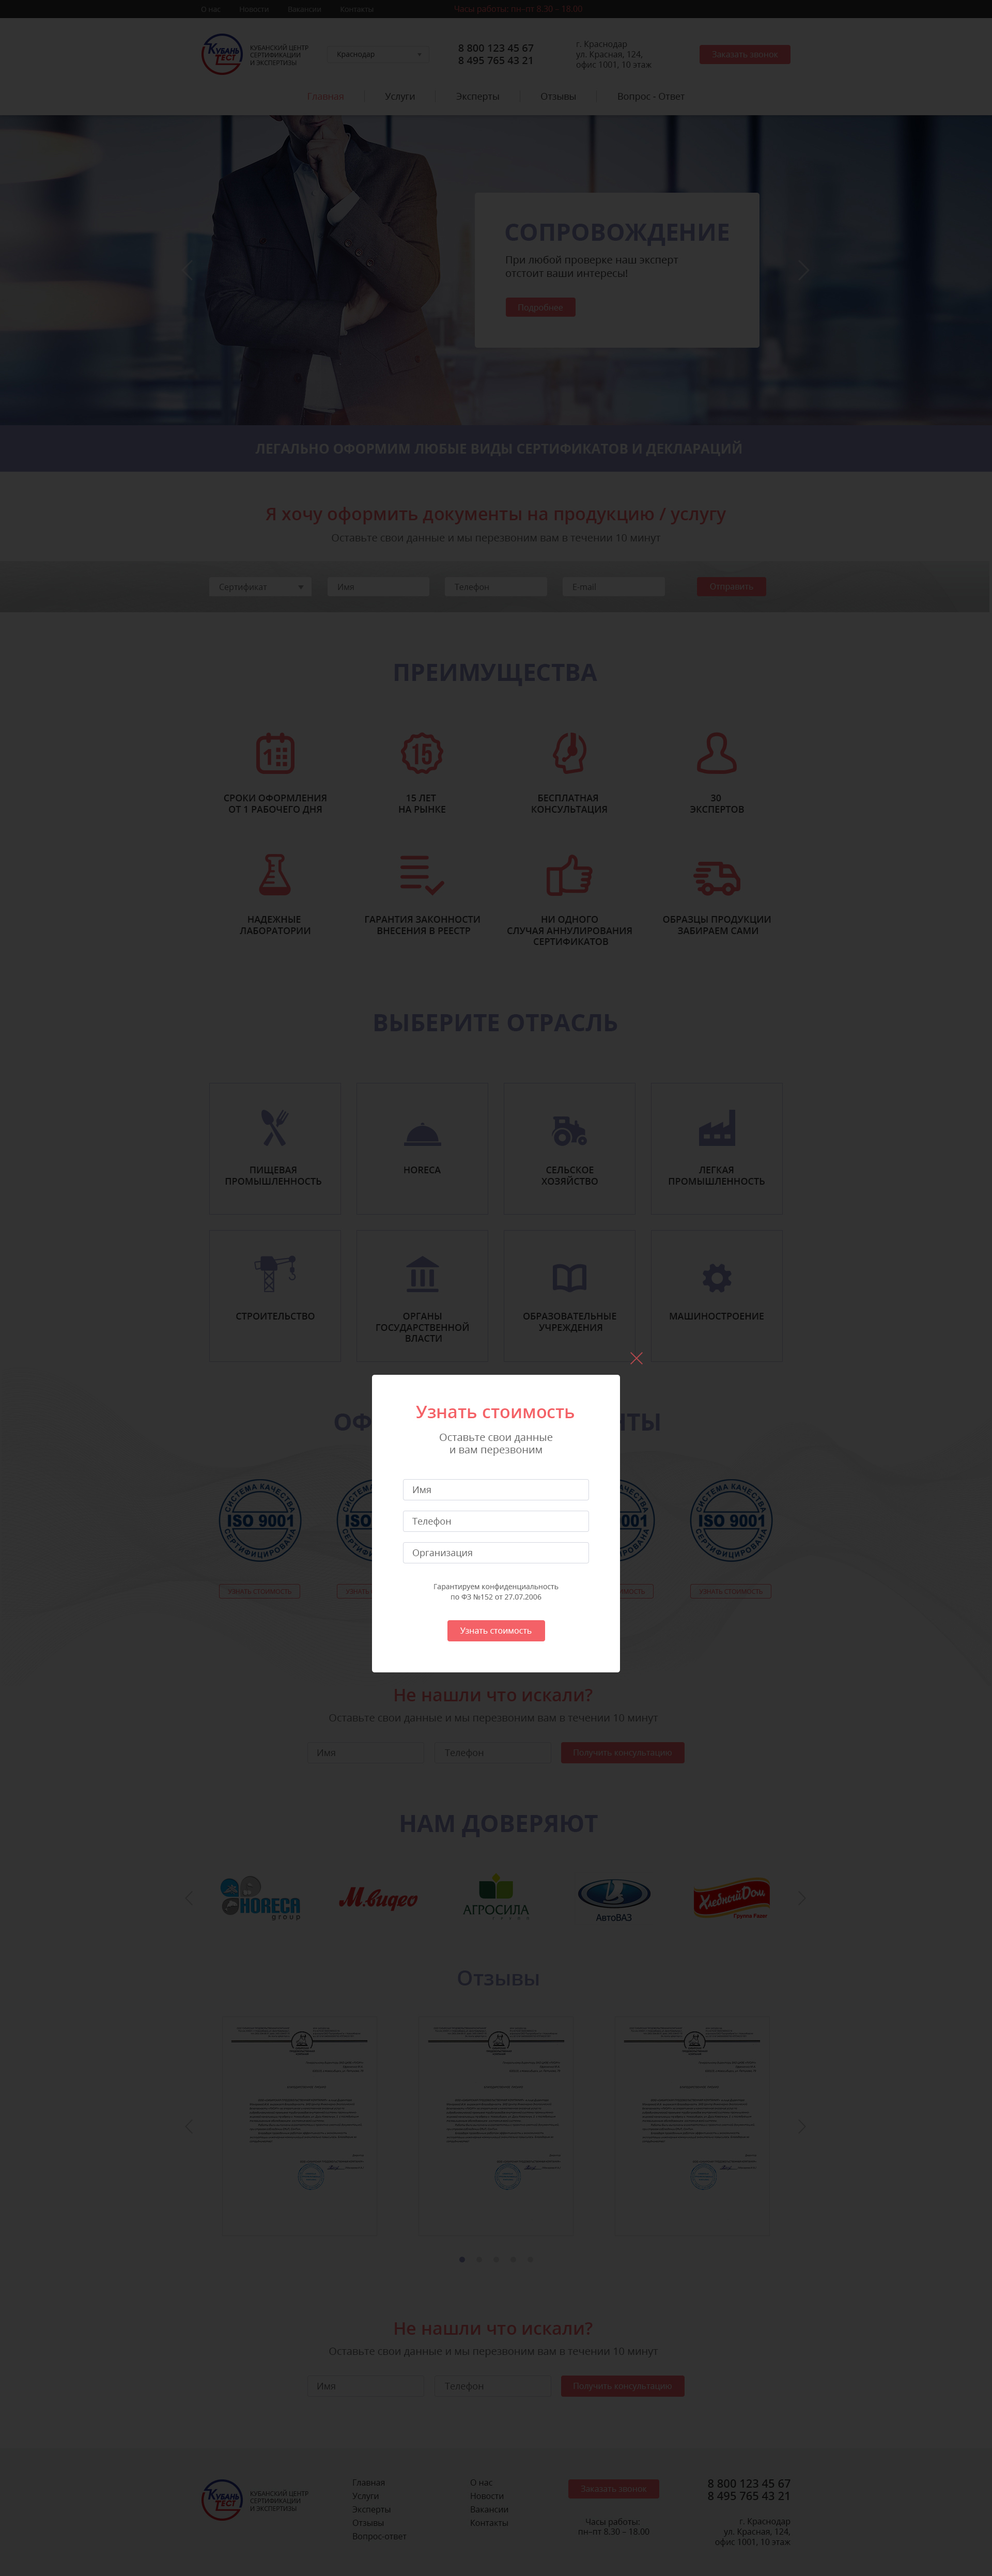 О нас Новости Вакансии Контакты Часы работы: пн-пт 8.30 – 18.00
КУБАНЬ ТЕСТ
КУБАНСКИЙ ЦЕНТР
СЕРТИФИКАЦИИ
И ЭКСПЕРТИЗЫ
Краснодар
8 800 123 45 67
8 495 765 43 21
г. Краснодар
ул. Красная, 124,
офис 1001, 10 этаж
Заказать звонок
Главная Услуги Эксперты Отзывы Вопрос - Ответ
СОПРОВОЖДЕНИЕ
При любой проверке наш эксперт
отстоит ваши интересы!
Подробнее
ЛЕГАЛЬНО ОФОРМИМ ЛЮБЫЕ ВИДЫ СЕРТИФИКАТОВ И ДЕКЛАРАЦИЙ
Я хочу оформить документы на продукцию / услугу
Оставьте свои данные и мы перезвоним вам в течении 10 минут
Сертификат Имя Телефон E-mail Отправить
ПРЕИМУЩЕСТВА
1
15
СРОКИ ОФОРМЛЕНИЯ
ОТ 1 РАБОЧЕГО ДНЯ
15 ЛЕТ
НА РЫНКЕ
БЕСПЛАТНАЯ
КОНСУЛЬТАЦИЯ
30
ЭКСПЕРТОВ
НАДЕЖНЫЕ
ЛАБОРАТОРИИ
ГАРАНТИЯ ЗАКОННОСТИ
ВНЕСЕНИЯ В РЕЕСТР
НИ ОДНОГО
СЛУЧАЯ АННУЛИРОВАНИЯ
СЕРТИФИКАТОВ
ОБРАЗЦЫ ПРОДУКЦИИ
ЗАБИРАЕМ САМИ
ВЫБЕРИТЕ ОТРАСЛЬ
ПИЩЕВАЯ
ПРОМЫШЛЕННОСТЬ
HORECA
СЕЛЬСКОЕ
ХОЗЯЙСТВО
ЛЕГКАЯ
ПРОМЫШЛЕННОСТЬ
СТРОИТЕЛЬСТВО
ОРГАНЫ
ГОСУДАРСТВЕННОЙ
ВЛАСТИ
ОБРАЗОВАТЕЛЬНЫЕ
УЧРЕЖДЕНИЯ
МАШИНОСТРОЕНИЕ
Узнать стоимость
Оставьте свои данные
и вам перезвоним
Имя
Телефон
Организация
Гарантируем конфиденциальность
по ФЗ №152 от 27.07.2006
Узнать стоимость
СИСТЕМА КАЧЕСТВА
ISO 9001
СЕРТИФИЦИРОВАНО
УЗНАТЬ СТОИМОСТЬ
СИСТЕМА КАЧЕСТВА
ISO 9001
СЕРТИФИЦИРОВАНО
УЗНАТЬ СТОИМОСТЬ
Не нашли что искали?
Оставьте свои данные и мы перезвоним вам в течении 10 минут
Имя Телефон Получить консультацию
НАМ ДОВЕРЯЮТ
HORECA
group
М.видео
АГРОСИЛА
ГРУПП
АвтоВАЗ
Хлебный Дом
Группа Fazer
Отзывы
Не нашли что искали?
Оставьте свои данные и мы перезвоним вам в течении 10 минут
Имя Телефон Получить консультацию
КУБАНЬ ТЕСТ
КУБАНСКИЙ ЦЕНТР
СЕРТИФИКАЦИИ
И ЭКСПЕРТИЗЫ
Главная
Услуги
Эксперты
Отзывы
Вопрос-ответ
О нас
Новости
Вакансии
Контакты
Заказать звонок
Часы работы:
пн-пт 8.30 – 18.00
8 800 123 45 67
8 495 765 43 21
г. Краснодар
ул. Красная, 124,
офис 1001, 10 этаж